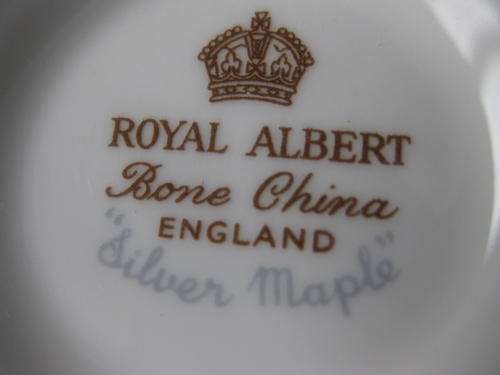 ROYAL ALBERT
Bone China
ENGLAND
"Silver Maple"